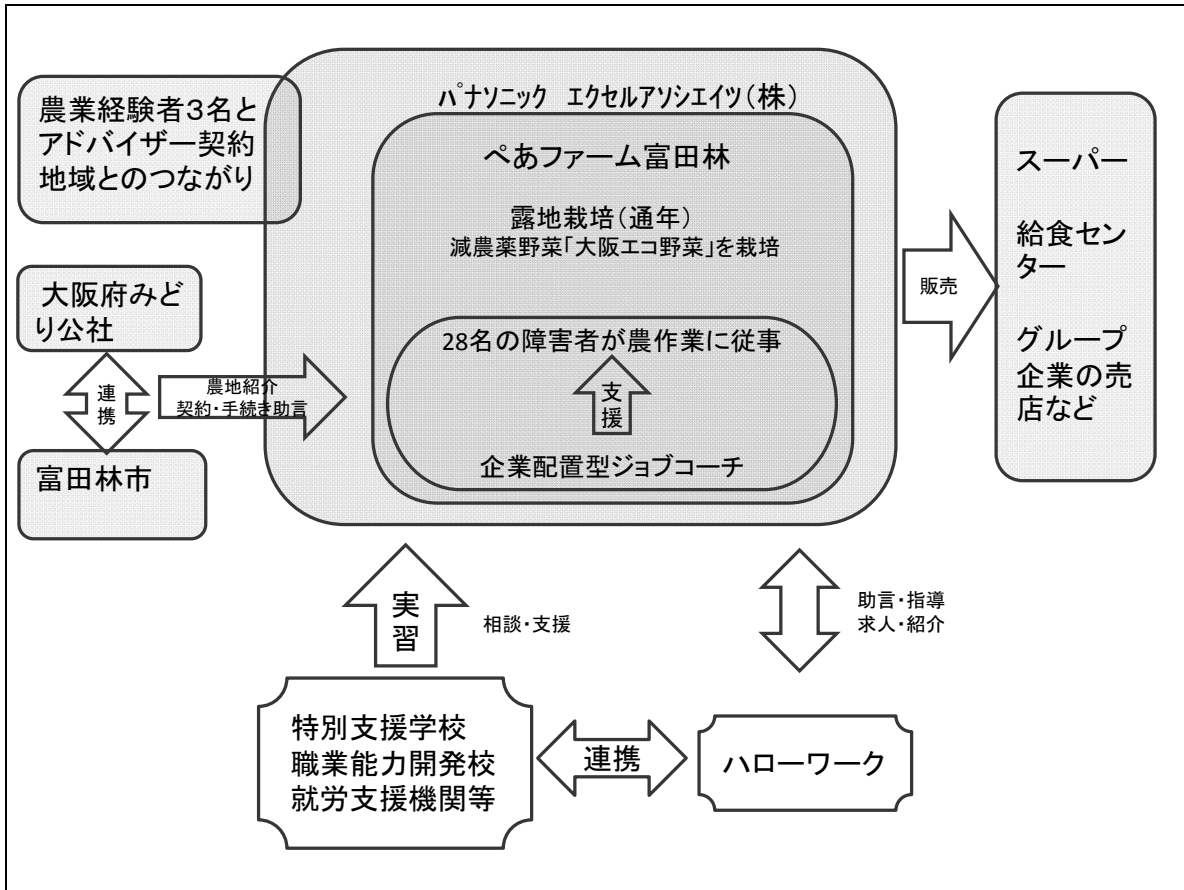 農業経験者３名と
アドバイザー契約
地域とのつながり
パナソニック　エクセルアソシエイツ（株）
ぺあファーム富田林
露地栽培（通年）
減農薬野菜「大阪エコ野菜」を栽培
28名の障害者が農作業に従事
支
援
企業配置型ジョブコーチ
大阪府みど
り公社
連
携
富田林市
農地紹介
契約・手続き助言
販売
スーパー
給食セン
ター
グループ
企業の売
店など
実
習
相談・支援
助言・指導
求人・紹介
特別支援学校
職業能力開発校
就労支援機関等
連携
ハローワーク